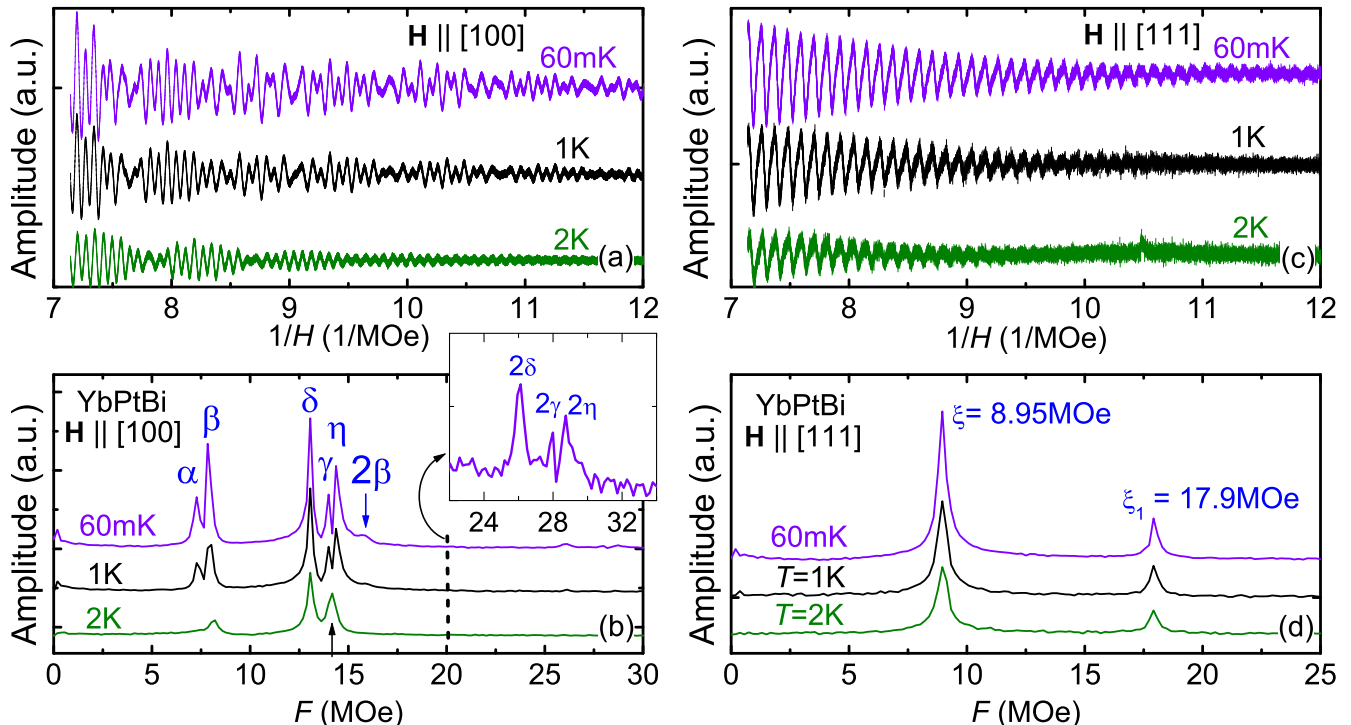 H || [100]
60mK
1K
2K
(a)
Amplitude (a.u.)
7 8 9 10 11 12
1/H (1/MOe)
H || [111]
60mK
1K
2K
(c)
Amplitude (a.u.)
7 8 9 10 11 12
1/H (1/MOe)
YbPtBi
H || [100]
α
β
δ
γ
η
2β
60mK
1K
2K
(b)
2δ
2γ
2η
24 28 32
Amplitude (a.u.)
0 5 10 15 20 25 30
F (MOe)
YbPtBi
H || [111]
ξ= 8.95MOe
ξ₁ = 17.9MOe
60mK
T=1K
T=2K
(d)
Amplitude (a.u.)
0 5 10 15 20 25
F (MOe)